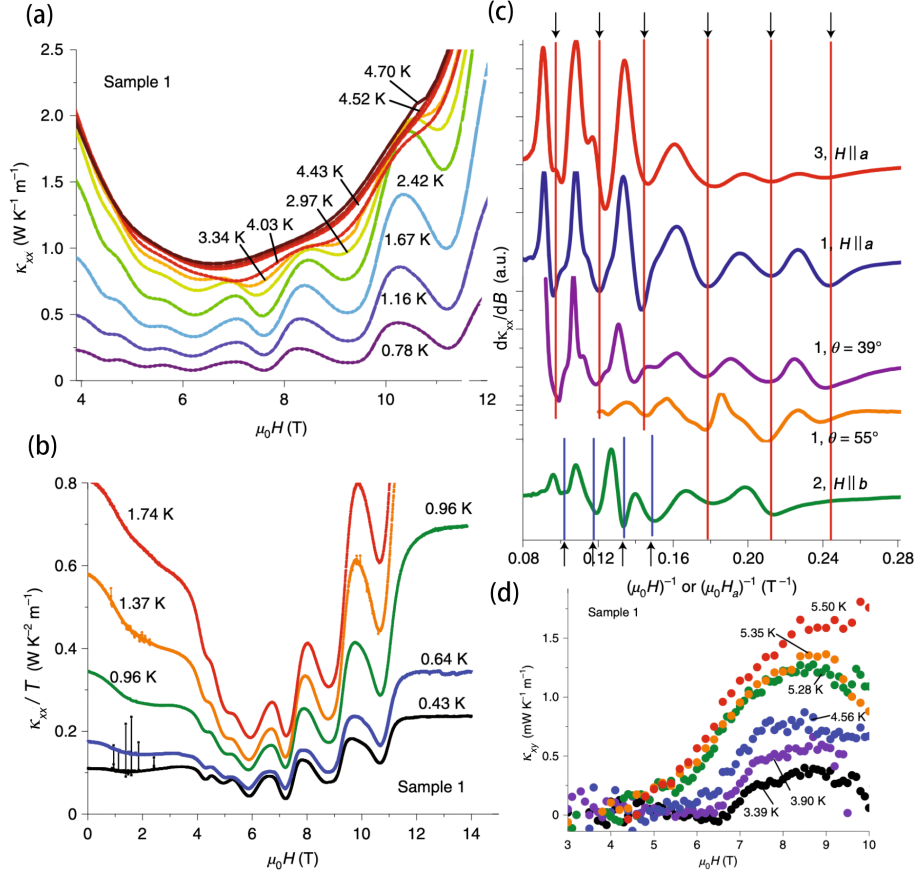 (a)
Sample 1
4.70 K
4.52 K
4.43 K
2.97 K
4.03 K
3.34 K
2.42 K
1.67 K
1.16 K
0.78 K
κxx (W K⁻¹ m⁻¹)
2.5
2.0
1.5
1.0
0.5
0
4 6 8 10 12
μ₀H (T)
(b)
1.74 K
1.37 K
0.96 K
0.96 K
0.64 K
0.43 K
Sample 1
κxx / T (W K⁻² m⁻¹)
0.8
0.6
0.4
0.2
0
0 2 4 6 8 10 12 14
μ₀H (T)
(c)
dκxx/dB (a.u.)
3, H || a
1, H || a
1, θ = 39°
1, θ = 55°
2, H || b
0.08 0.12 0.16 0.20 0.24 0.28
(μ₀H)⁻¹ or (μ₀Hₐ)⁻¹ (T⁻¹)
(d)
Sample 1
5.50 K
5.35 K
5.28 K
4.56 K
3.90 K
3.39 K
κxy (mW K⁻¹ m⁻¹)
1.5
1.0
0.5
0
3 4 5 6 7 8 9 10
μ₀H (T)